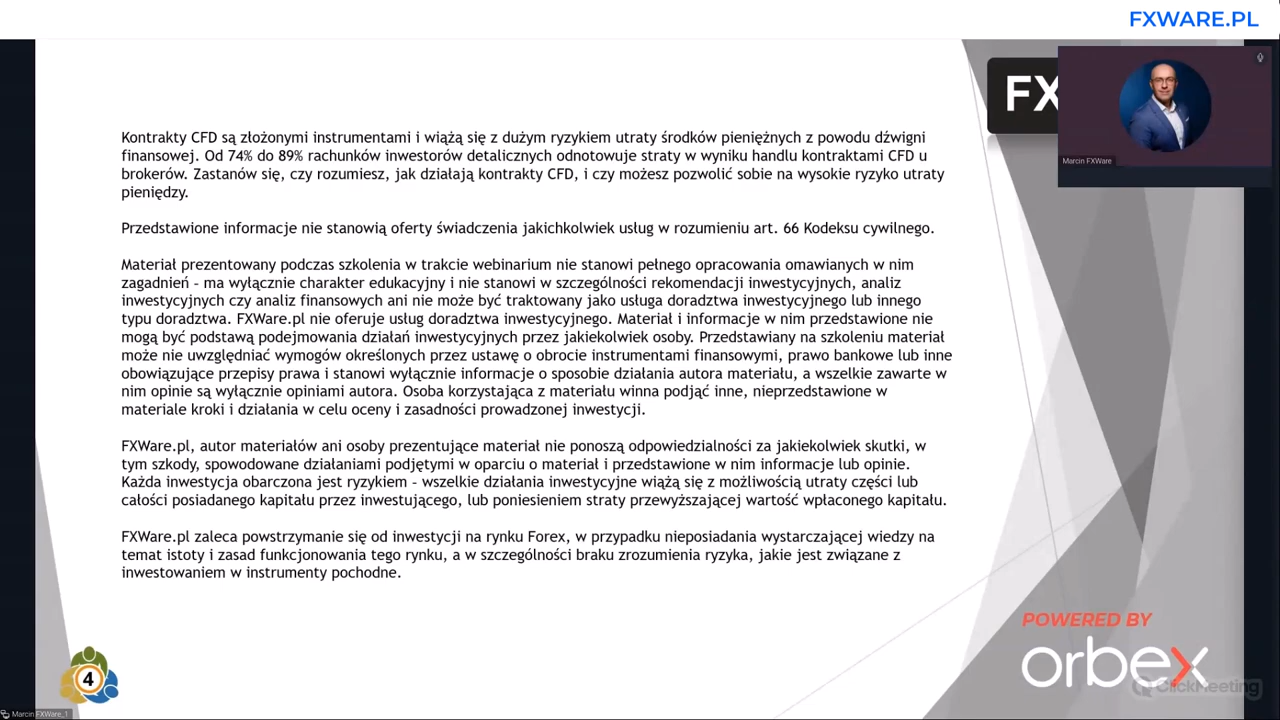 FXWARE.PL
FX
Marcin FXWare
Kontrakty CFD są złożonymi instrumentami i wiążą się z dużym ryzykiem utraty środków pieniężnych z powodu dźwigni
finansowej. Od 74% do 89% rachunków inwestorów detalicznych odnotowuje straty w wyniku handlu kontraktami CFD u
brokerów. Zastanów się, czy rozumiesz, jak działają kontrakty CFD, i czy możesz pozwolić sobie na wysokie ryzyko utraty
pieniędzy.
Przedstawione informacje nie stanowią oferty świadczenia jakichkolwiek usług w rozumieniu art. 66 Kodeksu cywilnego.
Materiał prezentowany podczas szkolenia w trakcie webinarium nie stanowi pełnego opracowania omawianych w nim
zagadnień – ma wyłącznie charakter edukacyjny i nie stanowi w szczególności rekomendacji inwestycyjnych, analiz
inwestycyjnych czy analiz finansowych ani nie może być traktowany jako usługa doradztwa inwestycyjnego lub innego
typu doradztwa. FXWare.pl nie oferuje usług doradztwa inwestycyjnego. Materiał i informacje w nim przedstawione nie
mogą być podstawą podejmowania działań inwestycyjnych przez jakiekolwiek osoby. Przedstawiany na szkoleniu materiał
może nie uwzględniać wymogów określonych przez ustawę o obrocie instrumentami finansowymi, prawo bankowe lub inne
obowiązujące przepisy prawa i stanowi wyłącznie informacje o sposobie działania autora materiału, a wszelkie zawarte w
nim opinie są wyłącznie opiniami autora. Osoba korzystająca z materiału winna podjąć inne, nieprzedstawione w
materiale kroki i działania w celu oceny i zasadności prowadzonej inwestycji.
FXWare.pl, autor materiałów ani osoby prezentujące materiał nie ponoszą odpowiedzialności za jakiekolwiek skutki, w
tym szkody, spowodowane działaniami podjętymi w oparciu o materiał i przedstawione w nim informacje lub opinie.
Każda inwestycja obarczona jest ryzykiem – wszelkie działania inwestycyjne wiążą się z możliwością utraty części lub
całości posiadanego kapitału przez inwestującego, lub poniesieniem straty przewyższającej wartość wpłaconego kapitału.
FXWare.pl zaleca powstrzymanie się od inwestycji na rynku Forex, w przypadku nieposiadania wystarczającej wiedzy na
temat istoty i zasad funkcjonowania tego rynku, a w szczególności braku zrozumienia ryzyka, jakie jest związane z
inwestowaniem w instrumenty pochodne.
POWERED BY
orbex
ClickMeeting
4
Marcin FXWare_1